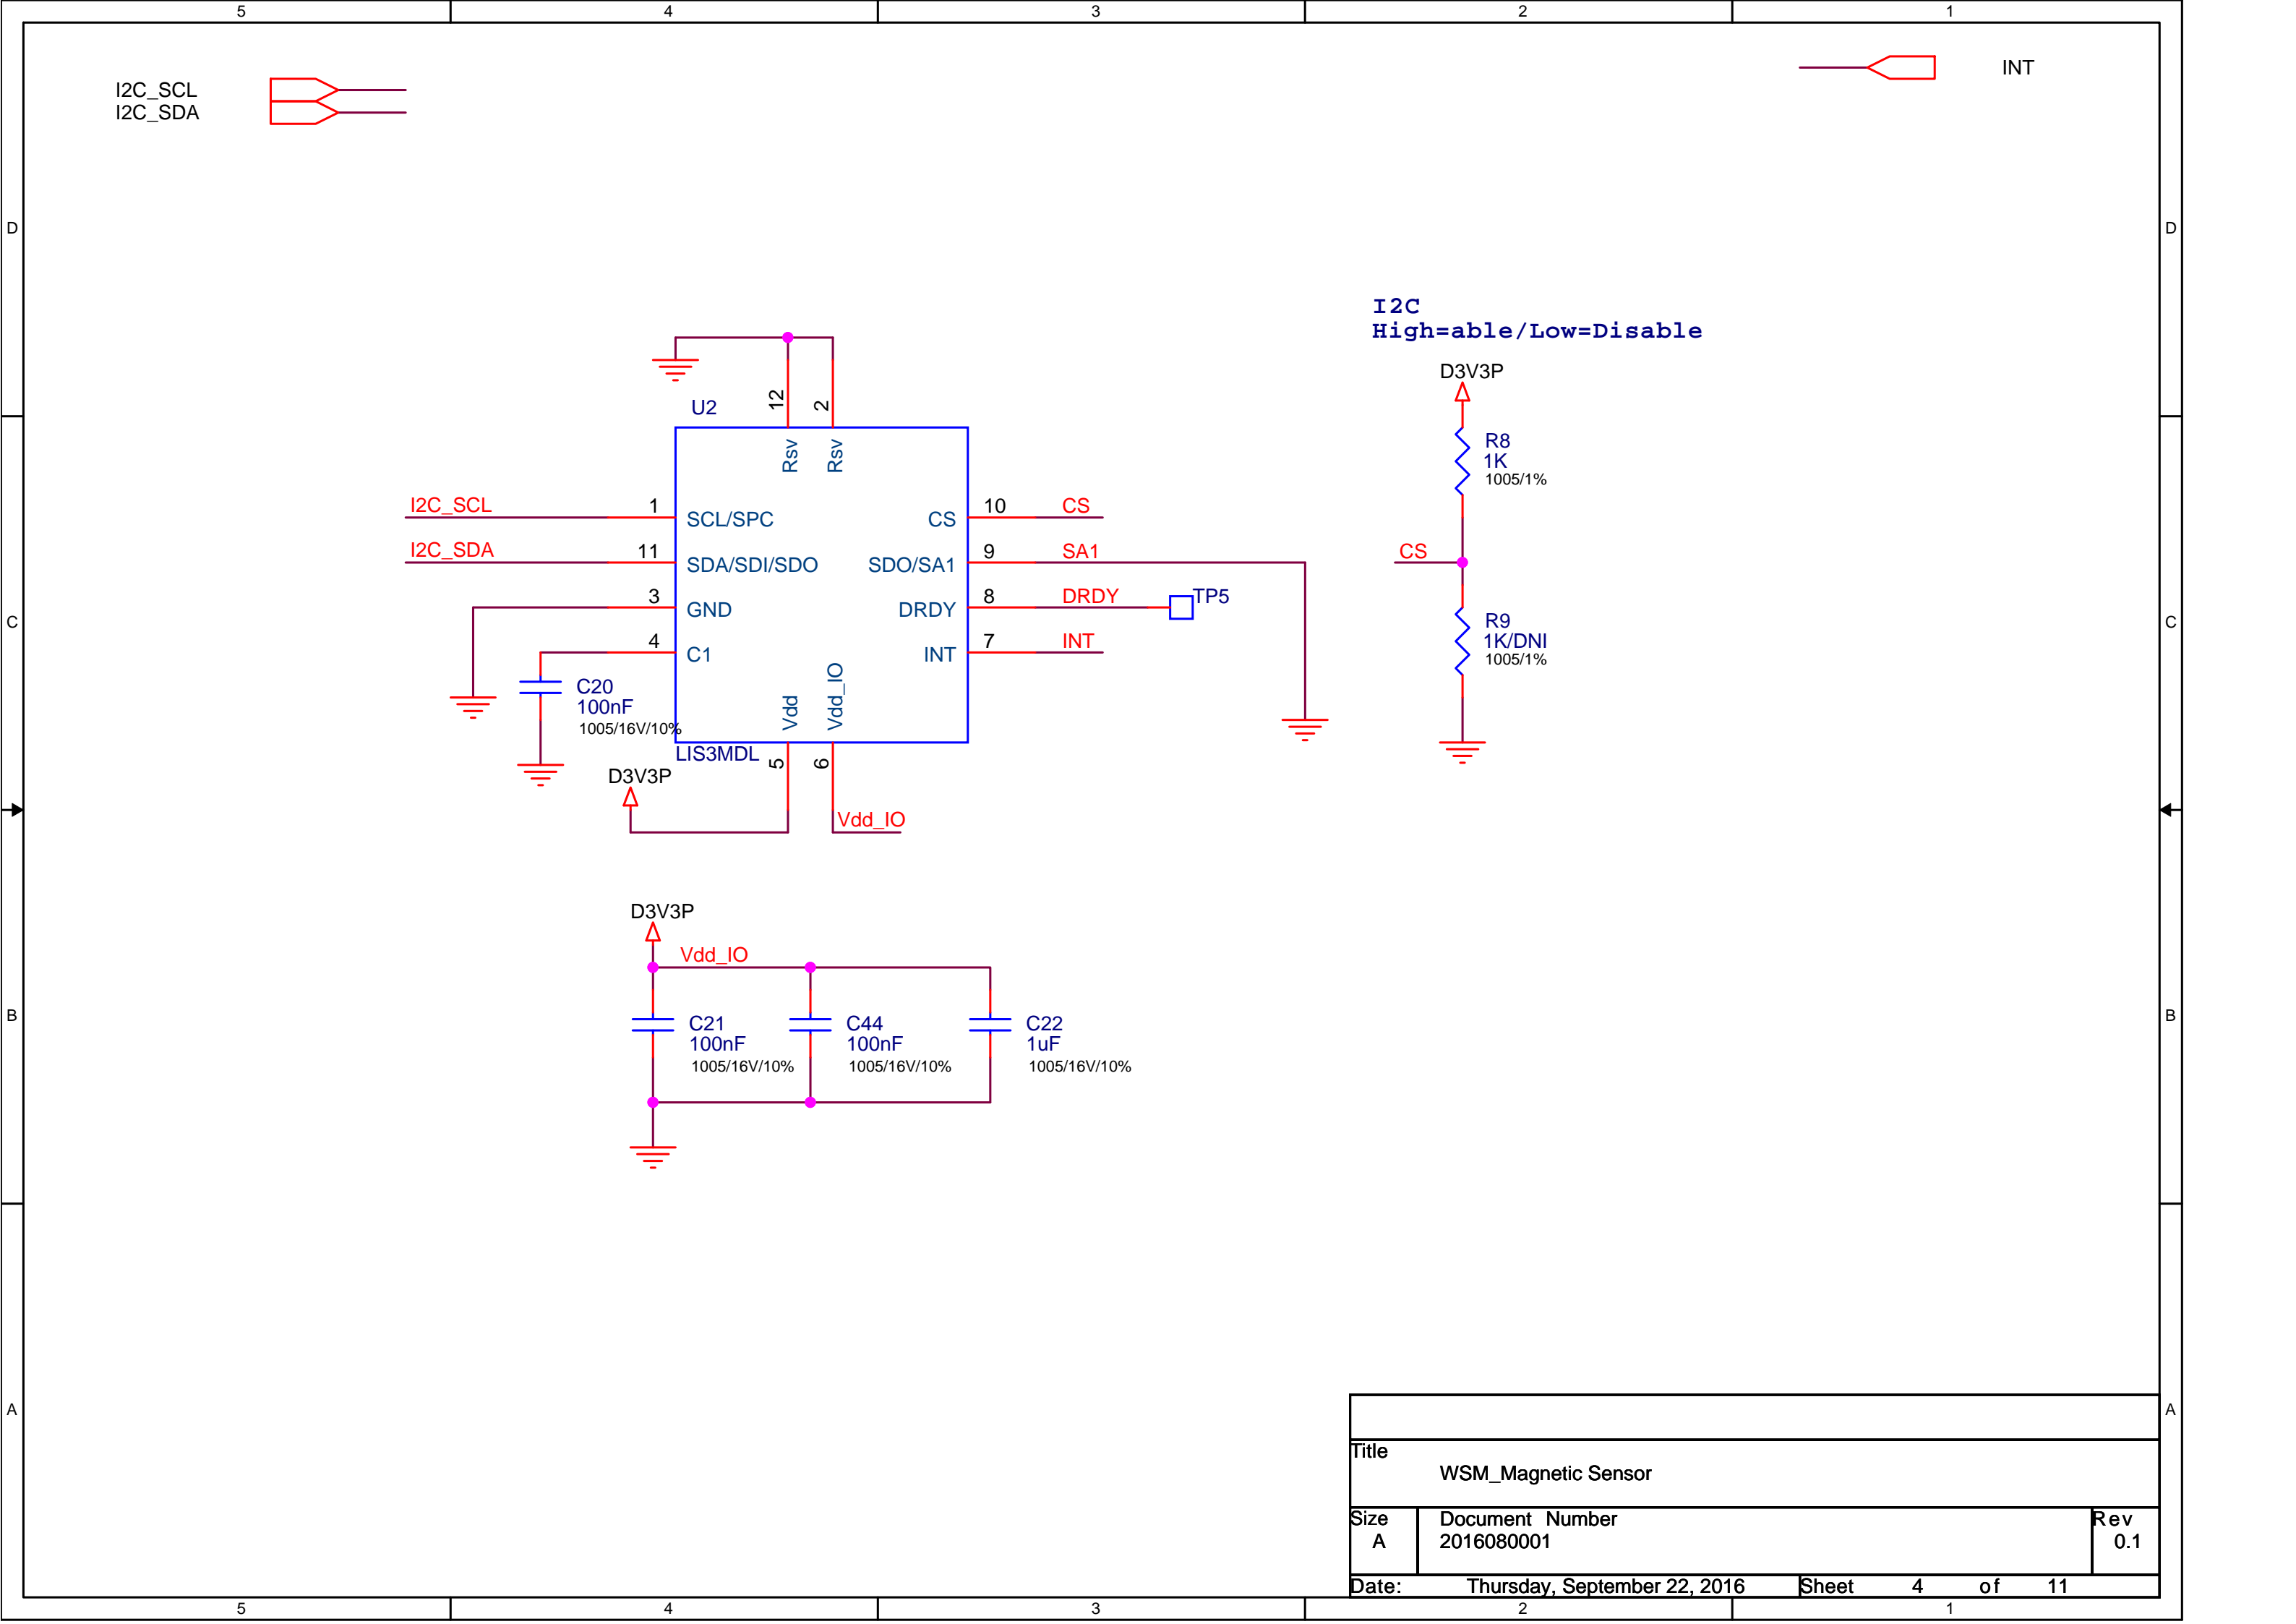 5 4 3 2 1
I2C_SCL
I2C_SDA
INT
D D
I2C
High=able/Low=Disable
D3V3P
R8
1K
1005/1%
CS
R9
1K/DNI
1005/1%
U2
12 2
Rsv Rsv
I2C_SCL 1 SCL/SPC CS 10 CS
I2C_SDA 11 SDA/SDI/SDO SDO/SA1 9 SA1
3 GND DRDY 8 DRDY TP5
4 C1 INT 7 INT
C C
C20
100nF
1005/16V/10%
Vdd Vdd_IO
LIS3MDL
5 6
D3V3P
Vdd_IO
D3V3P
Vdd_IO
B B
C21
100nF
1005/16V/10%
C44
100nF
1005/16V/10%
C22
1uF
1005/16V/10%
A A
Title
WSM_Magnetic Sensor
Size
A
Document Number
2016080001
Rev
0.1
Date: Thursday, September 22, 2016 Sheet 4 of 11
5 4 3 2 1